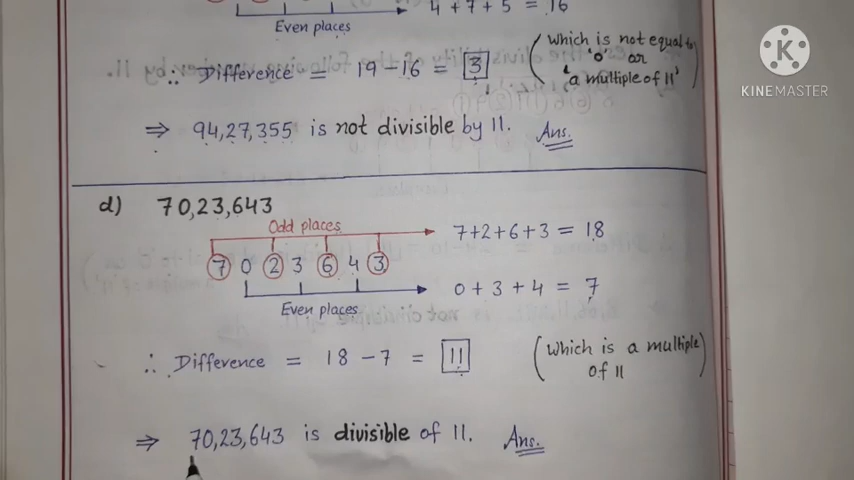 4 + 7 + 5 = 16
Even places
∴ Difference = 19 - 16 = 3 (which is not equal to '0' or 'a multiple of 11')
⇒ 94,27,355 is not divisible by 11. Ans.
d) 70,23,643
Odd places
7+2+6+3 = 18
7 0 2 3 6 4 3
0 + 3 + 4 = 7
Even places
∴ Difference = 18 - 7 = 11 (which is a multiple of 11)
⇒ 70,23,643 is divisible of 11. Ans.
K
KINEMASTER